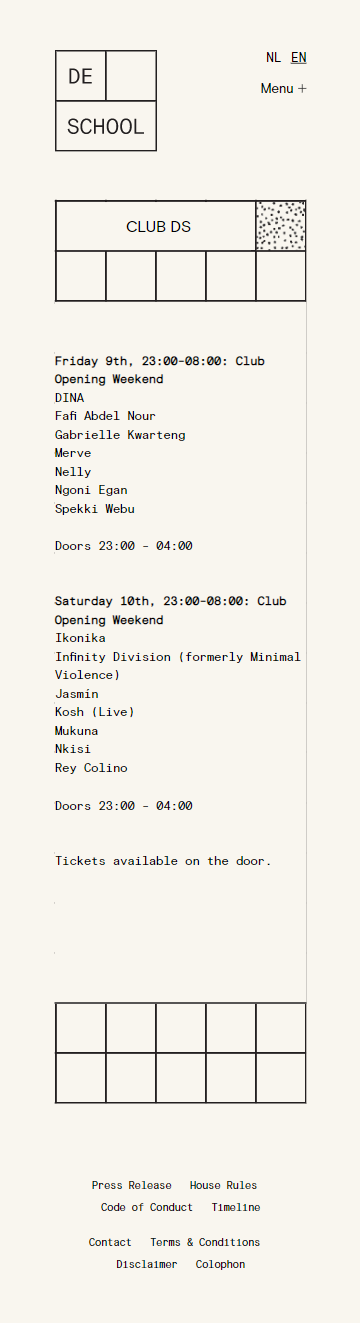 DE
SCHOOL
NL EN
Menu +
CLUB DS
Friday 9th, 23:00-08:00: Club
Opening Weekend
DINA
Fafi Abdel Nour
Gabrielle Kwarteng
Merve
Nelly
Ngoni Egan
Spekki Webu
Doors 23:00 - 04:00
Saturday 10th, 23:00-08:00: Club
Opening Weekend
Ikonika
Infinity Division (formerly Minimal
Violence)
Jasmín
Kosh (Live)
Mukuna
Nkisi
Rey Colino
Doors 23:00 - 04:00
Tickets available on the door.
Press Release House Rules
Code of Conduct Timeline
Contact Terms & Conditions
Disclaimer Colophon